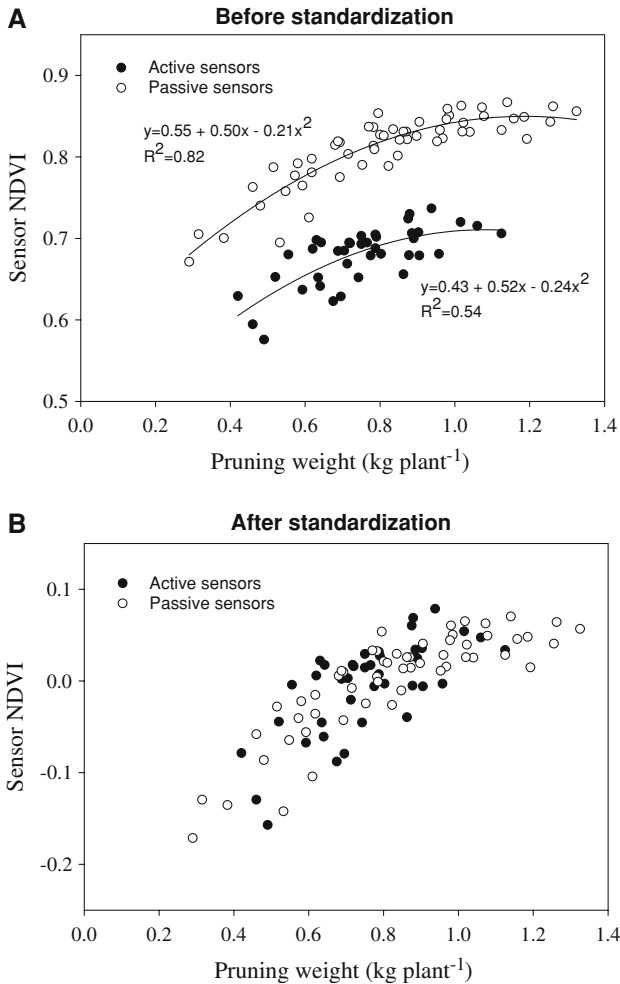 A
Before standardization
Active sensors
Passive sensors
y=0.55 + 0.50x - 0.21x²
R²=0.82
y=0.43 + 0.52x - 0.24x²
R²=0.54
Sensor NDVI
0.9
0.8
0.7
0.6
0.5
0.0 0.2 0.4 0.6 0.8 1.0 1.2 1.4
Pruning weight (kg plant⁻¹)
B
After standardization
Active sensors
Passive sensors
Sensor NDVI
0.1
0.0
-0.1
-0.2
0.0 0.2 0.4 0.6 0.8 1.0 1.2 1.4
Pruning weight (kg plant⁻¹)